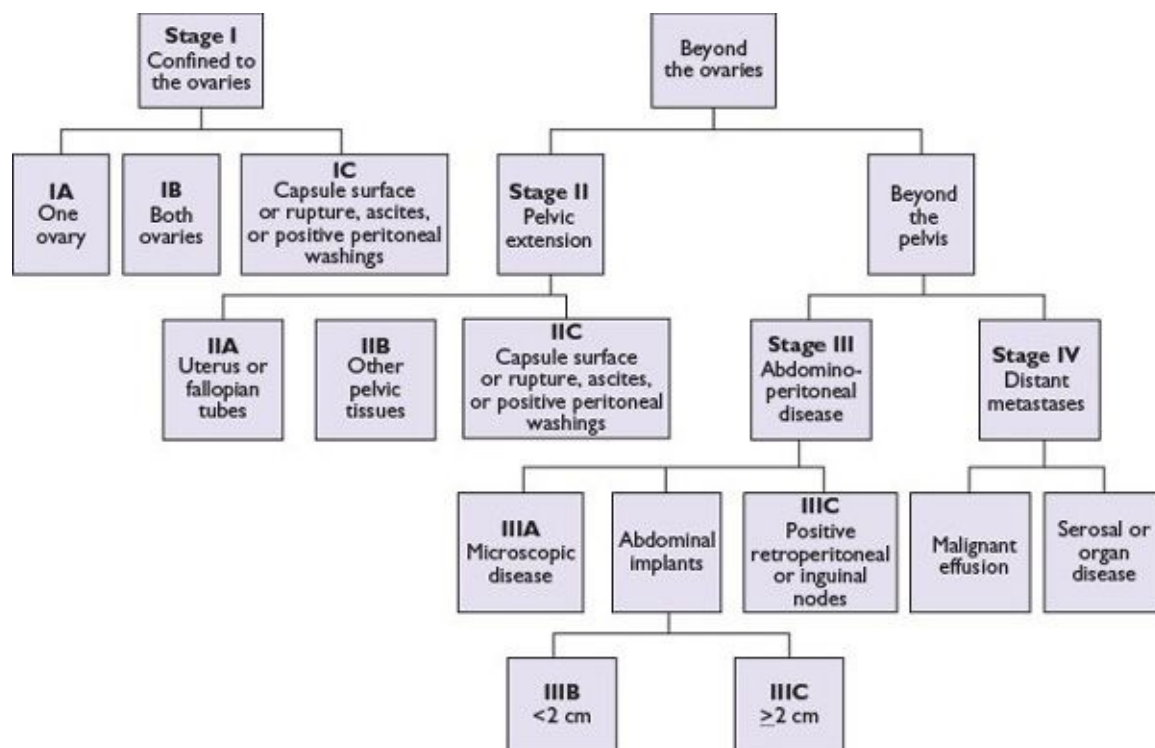 Stage I
Confined to
the ovaries
Beyond
the ovaries
IA
One
ovary
IB
Both
ovaries
IC
Capsule surface
or rupture, ascites,
or positive peritoneal
washings
Stage II
Pelvic
extension
Beyond
the
pelvis
IIA
Uterus or
fallopian
tubes
IIB
Other
pelvic
tissues
IIC
Capsule surface
or rupture, ascites,
or positive peritoneal
washings
Stage III
Abdomino-
peritoneal
disease
Stage IV
Distant
metastases
IIIA
Microscopic
disease
Abdominal
implants
IIIC
Positive
retroperitoneal
or inguinal
nodes
Malignant
effusion
Serosal or
organ
disease
IIIB
<2 cm
IIIC
≥2 cm